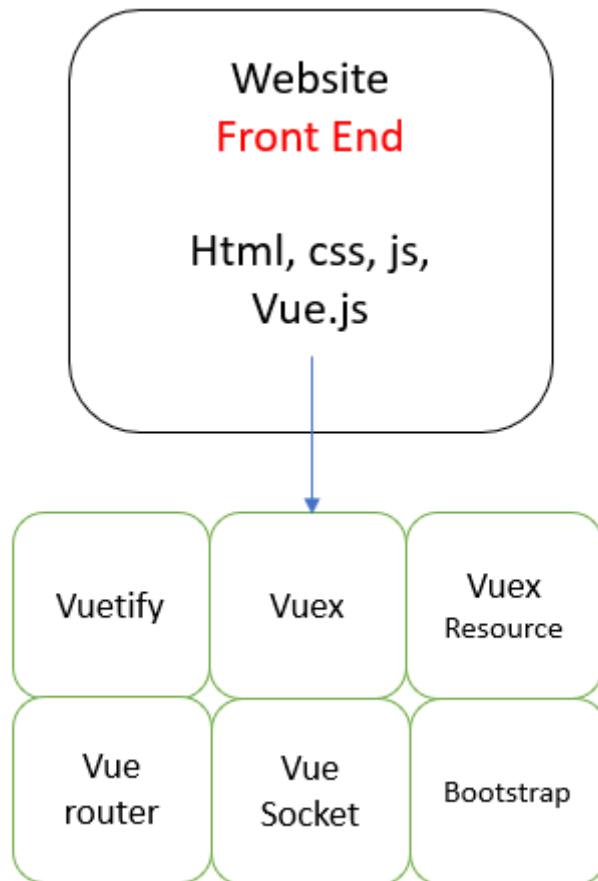 Website
Front End
Html, css, js,
Vue.js
Vuetify
Vuex
Vuex
Resource
Vue
router
Vue
Socket
Bootstrap